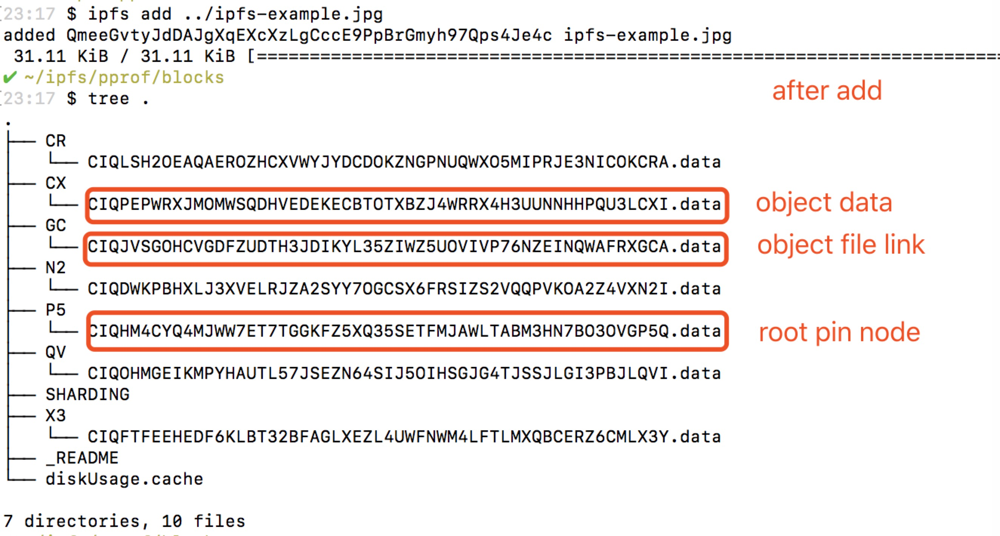 23:17 $ ipfs add ../ipfs-example.jpg
added QmeeGvtyJdDAJgXqEXcXzLgCccE9PpBrGmyh97Qps4Je4c ipfs-example.jpg
31.11 KiB / 31.11 KiB [======================================================================
✔ ~/ipfs/pprof/blocks
after add
23:17 $ tree .
.
├── CR
│   └── CIQLSH2OEAQAEROZHCXVWYJYDCDOKZNGPNUQWXO5MIPRJE3NICOKCRA.data
├── CX
│   └── CIQPEPWRXJMOMWSQDHVEDEKECBTOTXBZJ4WRRX4H3UUNNHHPQU3LCXI.data object data
├── GC
│   └── CIQJVSGOHCVGDFZUDTH3JDIKYL35ZIWZ5UOVIVP76NZEINQWAFRXGCA.data object file link
├── N2
│   └── CIQDWKPBHXLJ3XVELRJZA2SYY7OGCSX6FRSIZS2VQQPVKOA2Z4VXN2I.data
├── P5
│   └── CIQHM4CYQ4MJWW7ET7TGGKFZ5XQ35SETFMJAWLTABM3HN7BO3OVGP5Q.data root pin node
├── QV
│   └── CIQOHMGEIKMPYHAUTL57JSEZN64SIJ5OIHSGJG4TJSSJLGI3PBJLQVI.data
├── SHARDING
├── X3
│   └── CIQFTFEEHEDF6KLBT32BFAGLXEZL4UWFNWM4LFTLMXQBCERZ6CMLX3Y.data
├── _README
└── diskUsage.cache
7 directories, 10 files